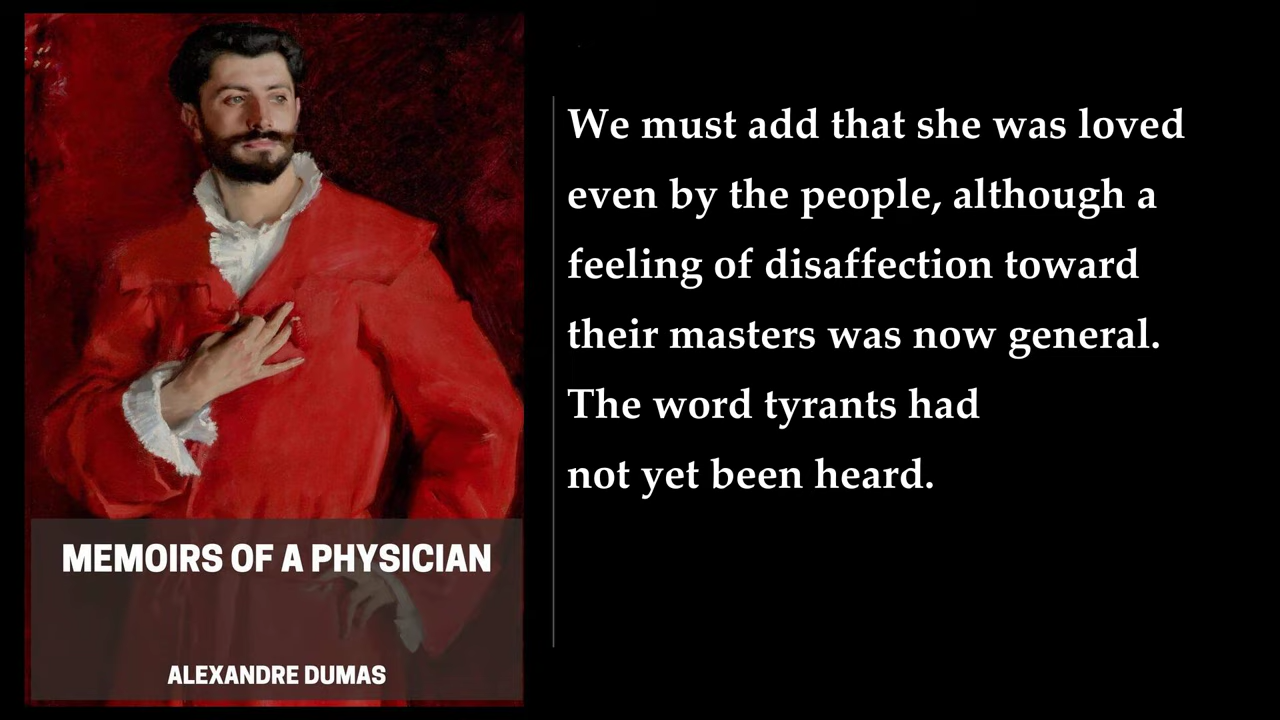 We must add that she was loved
even by the people, although a
feeling of disaffection toward
their masters was now general.
The word tyrants had
not yet been heard.
MEMOIRS OF A PHYSICIAN
ALEXANDRE DUMAS